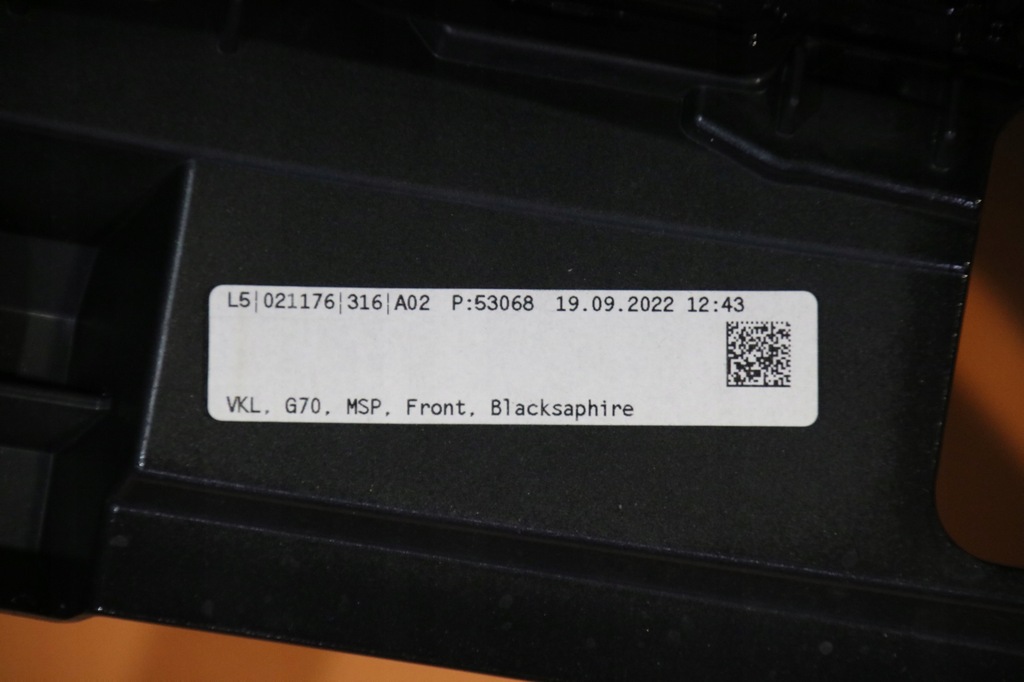 L5|021176|316|A02 P:53068 19.09.2022 12:43
VKL, G70, MSP, Front, Blacksaphire